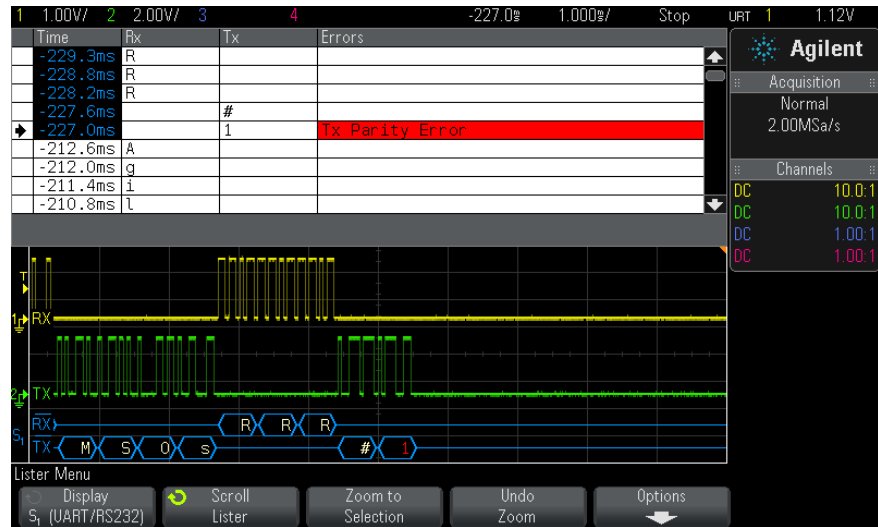 1 1.00V/ 2 2.00V/ 3 4 -227.0ms 1.000ms/ Stop URT 1 1.12V
Time Rx Tx Errors
-229.3ms R
-228.8ms R
-228.2ms R
-227.6ms #
-227.0ms 1 Tx Parity Error
-212.6ms A
-212.0ms g
-211.4ms i
-210.8ms l
Agilent
Acquisition
Normal
2.00MSa/s
Channels
DC 10.0:1
DC 10.0:1
DC 1.00:1
DC 1.00:1
T
1 RX
2 TX
S1 RX R R R
TX M S O s # 1
Lister Menu
Display
S1 (UART/RS232)
Scroll
Lister
Zoom to
Selection
Undo
Zoom
Options